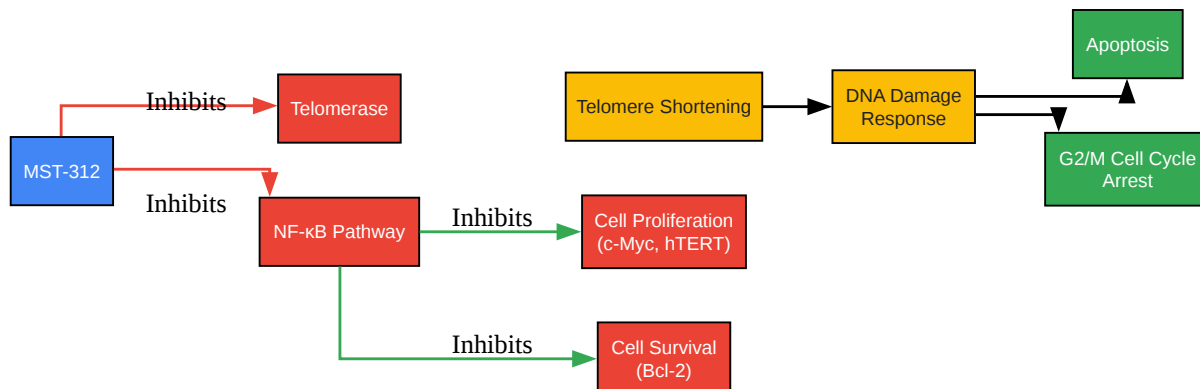 Inhibits
Telomerase
MST-312
Inhibits
NF-κB Pathway
Inhibits
Cell Proliferation
(c-Myc, hTERT)
Inhibits
Cell Survival
(Bcl-2)
Telomere Shortening
DNA Damage
Response
Apoptosis
G2/M Cell Cycle
Arrest